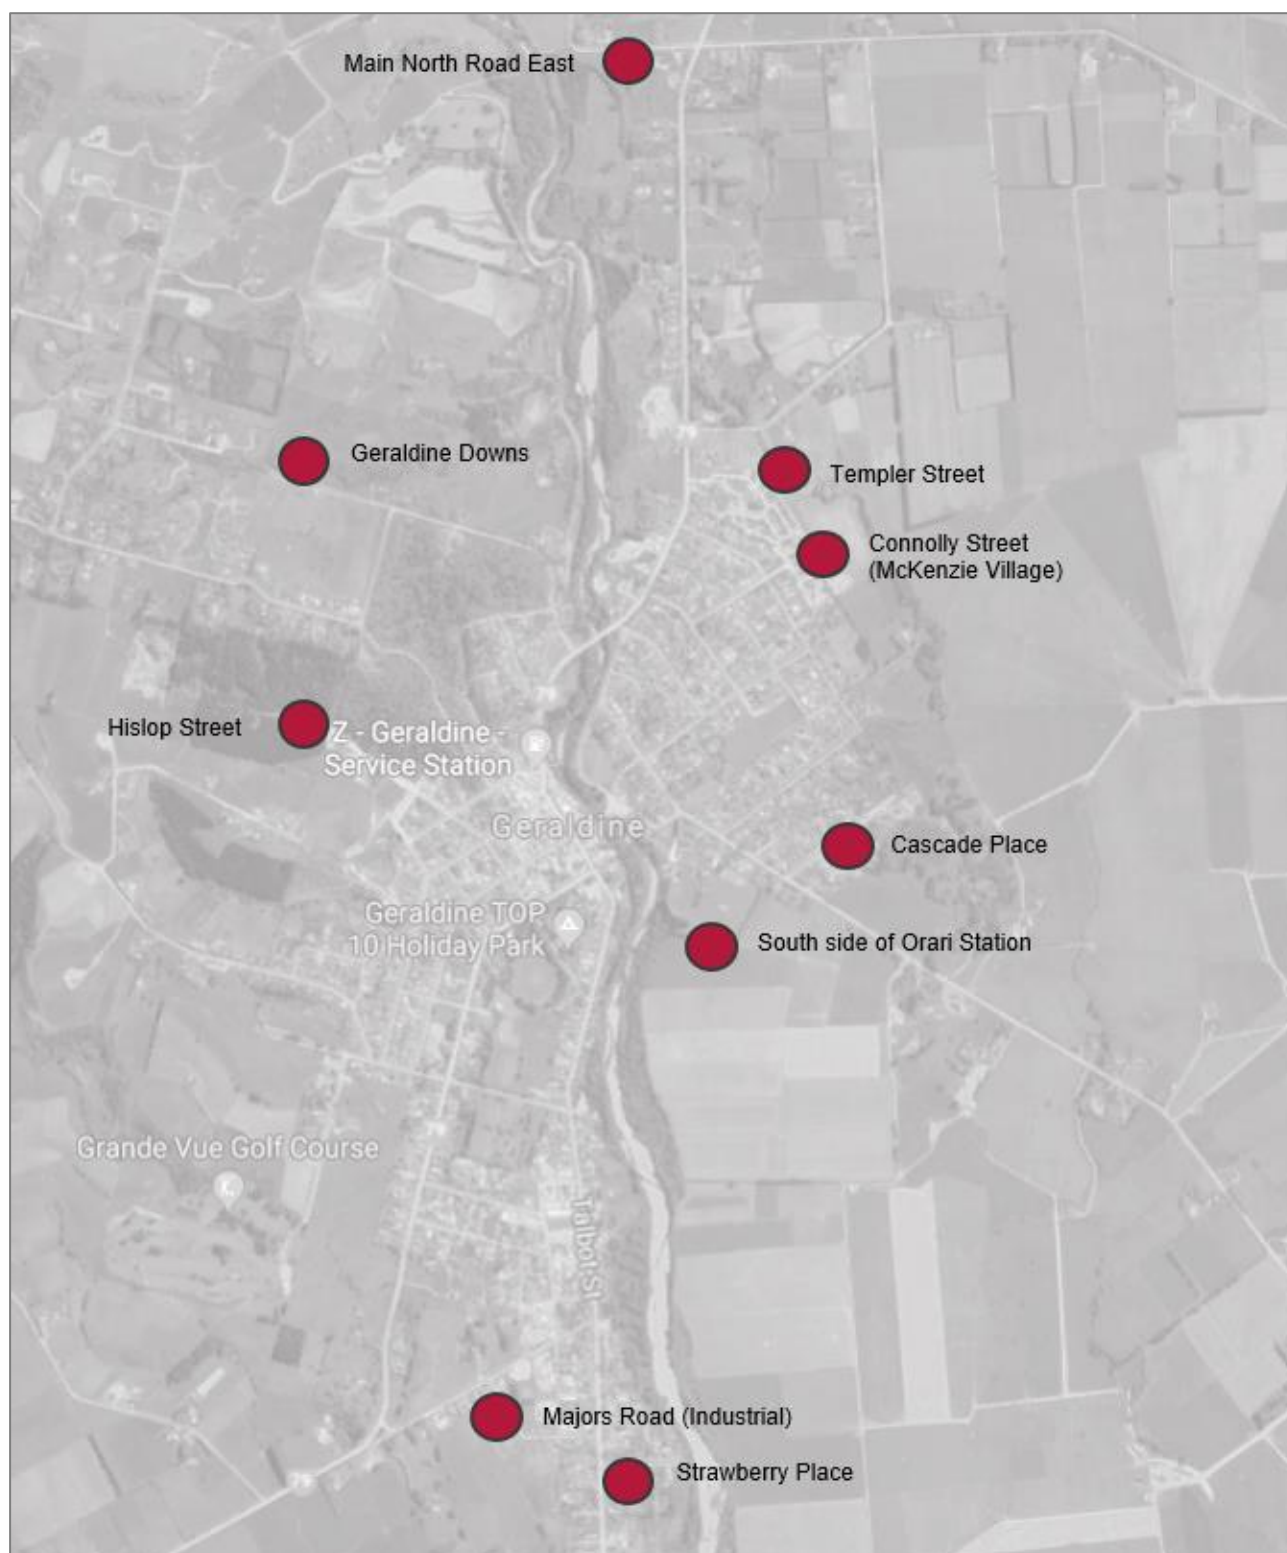 Main North Road East
Geraldine Downs
Templer Street
Connolly Street
(McKenzie Village)
Hislop Street
Z - Geraldine -
Service Station
Geraldine
Cascade Place
Geraldine TOP
10 Holiday Park
South side of Orari Station
Grande Vue Golf Course
Talbot St
Majors Road (Industrial)
Strawberry Place